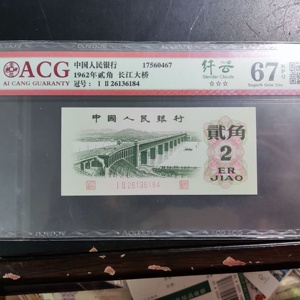 ACG
AI CANG GUARANTY
中国人民银行
17560467
1962年贰角 长江大桥
冠号: I II 26136184
纤云
☆☆☆
67
中国人民银行
贰角
2
ER
JIAO
I II 26136184